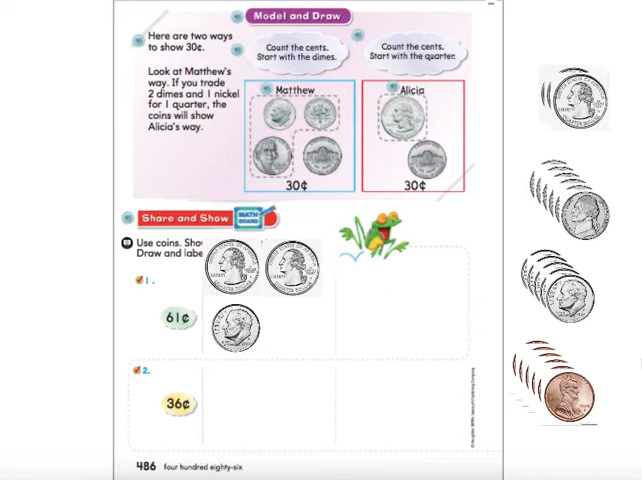 Model and Draw
Here are two ways
to show 30¢.
Count the cents.
Start with the dimes.
Count the cents.
Start with the quarter.
Look at Matthew's
way. If you trade
2 dimes and 1 nickel
for 1 quarter, the
coins will show
Alicia's way.
Matthew
30¢
Alicia
30¢
Share and Show
MATH
BOARD
Use coins. Sho
Draw and labe
1.
61¢
2.
36¢
486 four hundred eighty-six